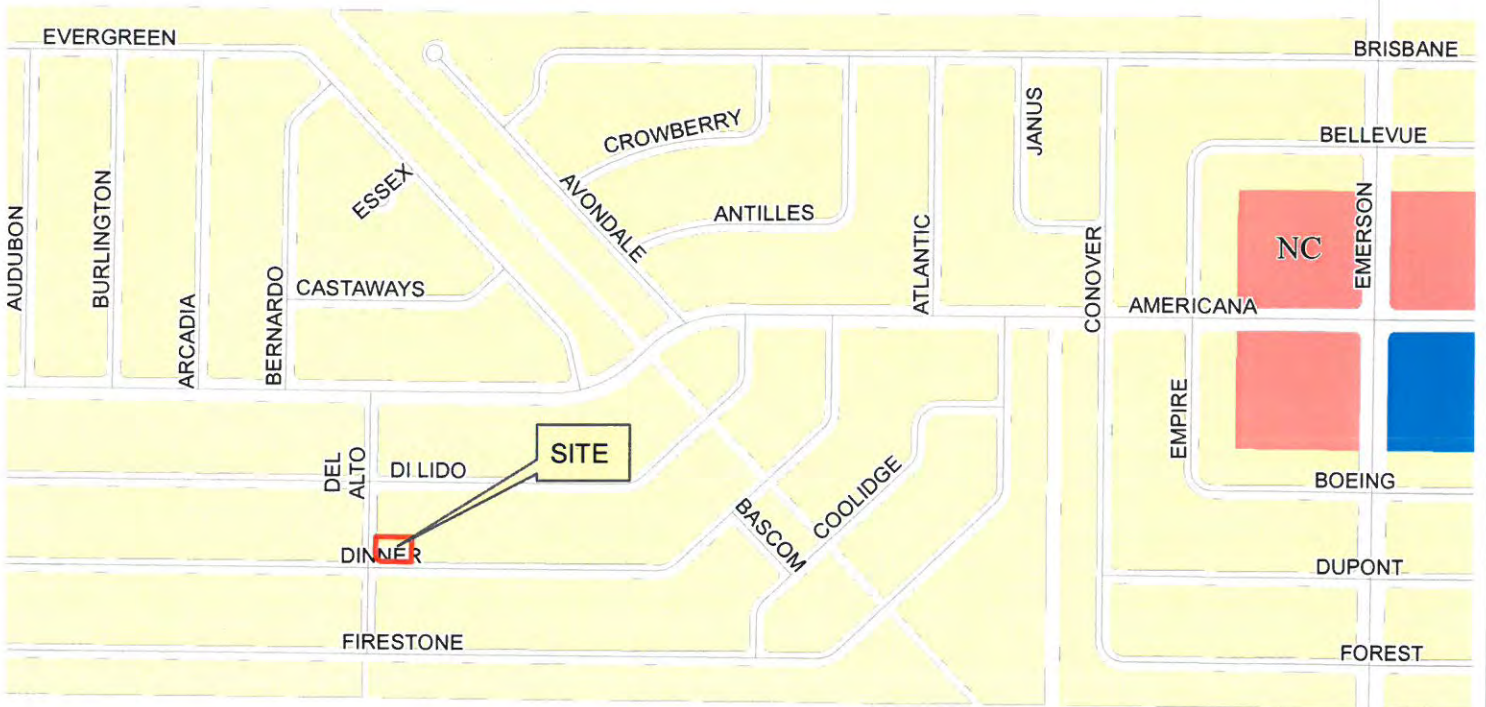 EVERGREEN
BRISBANE
CROWBERRY
JANUS
BELLEVUE
ESSEX
AVONDALE
AUDUBON
BURLINGTON
ANTILLES
ATLANTIC
EMERSON
NC
ARCADIA
BERNARDO
CASTAWAYS
CONOVER
AMERICANA
EMPIRE
DEL
ALTO
DI LIDO
SITE
COOLIDGE
BOEING
BASCOM
DINNER
DUPONT
FIRESTONE
FOREST